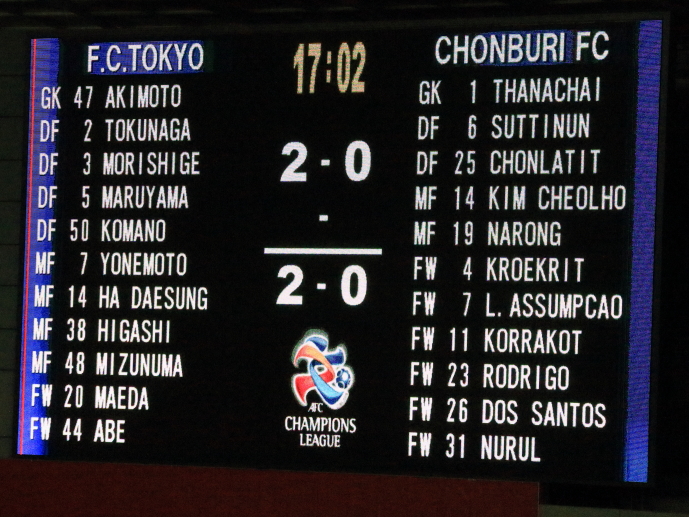 F.C.TOKYO
GK 47 AKIMOTO
DF 2 TOKUNAGA
DF 3 MORISHIGE
DF 5 MARUYAMA
DF 50 KOMANO
MF 7 YONEMOTO
MF 14 HA DAESUNG
MF 38 HIGASHI
MF 48 MIZUNUMA
FW 20 MAEDA
FW 44 ABE
17:02
2 - 0
-
2 - 0
AFC
CHAMPIONS
LEAGUE
CHONBURI FC
GK 1 THANACHAI
DF 6 SUTTINUN
DF 25 CHONLATIT
MF 14 KIM CHEOLHO
MF 19 NARONG
FW 4 KROEKRIT
FW 7 L.ASSUMPCAO
FW 11 KORRAKOT
FW 23 RODRIGO
FW 26 DOS SANTOS
FW 31 NURUL